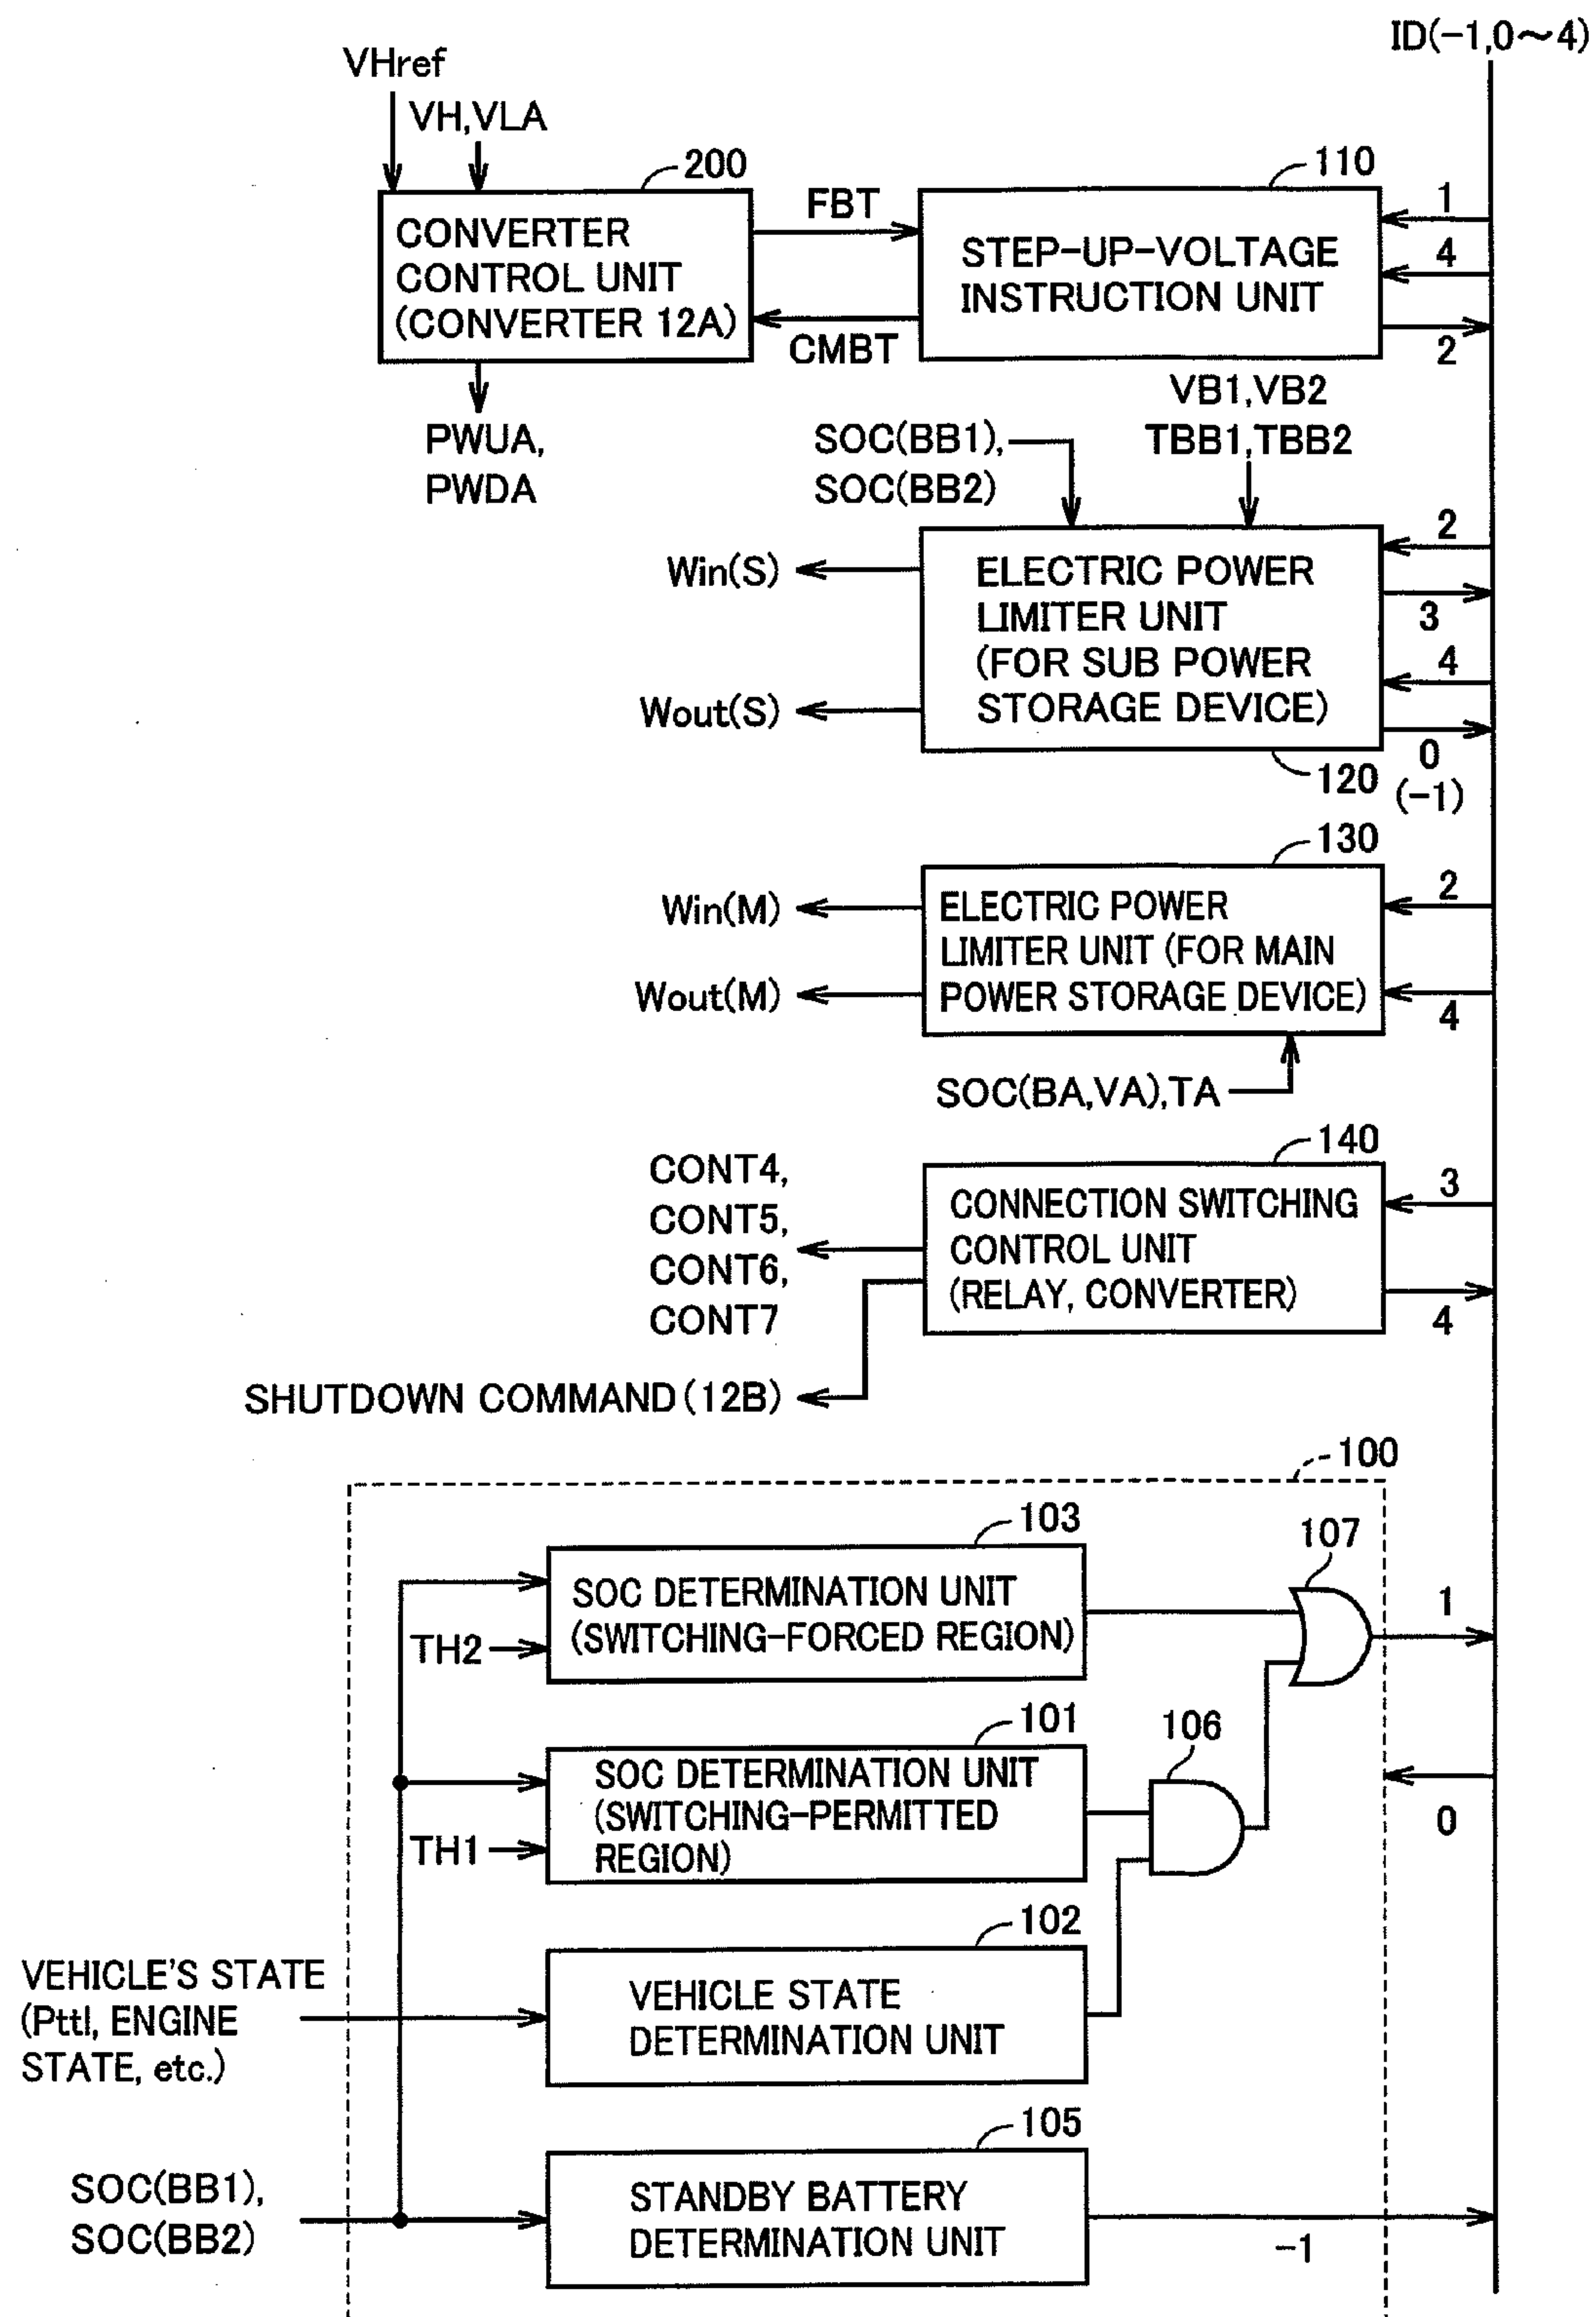 ID(-1,0~4)
VHref
VH,VLA
200
CONVERTER
CONTROL UNIT
(CONVERTER 12A)
FBT
CMBT
110
STEP-UP-VOLTAGE
INSTRUCTION UNIT
1
4
2
PWUA,
PWDA
SOC(BB1),
SOC(BB2)
VB1,VB2
TBB1,TBB2
Win(S)
Wout(S)
ELECTRIC POWER
LIMITER UNIT
(FOR SUB POWER
STORAGE DEVICE)
2
3
4
0
(-1)
120
130
Win(M)
Wout(M)
ELECTRIC POWER
LIMITER UNIT (FOR MAIN
POWER STORAGE DEVICE)
2
4
SOC(BA,VA),TA
140
CONT4,
CONT5,
CONT6,
CONT7
CONNECTION SWITCHING
CONTROL UNIT
(RELAY, CONVERTER)
3
4
SHUTDOWN COMMAND(12B)
100
103
SOC DETERMINATION UNIT
(SWITCHING-FORCED REGION)
TH2
107
1
101
SOC DETERMINATION UNIT
(SWITCHING-PERMITTED
REGION)
TH1
106
0
102
VEHICLE'S STATE
(Pttl, ENGINE
STATE, etc.)
VEHICLE STATE
DETERMINATION UNIT
105
SOC(BB1),
SOC(BB2)
STANDBY BATTERY
DETERMINATION UNIT
-1